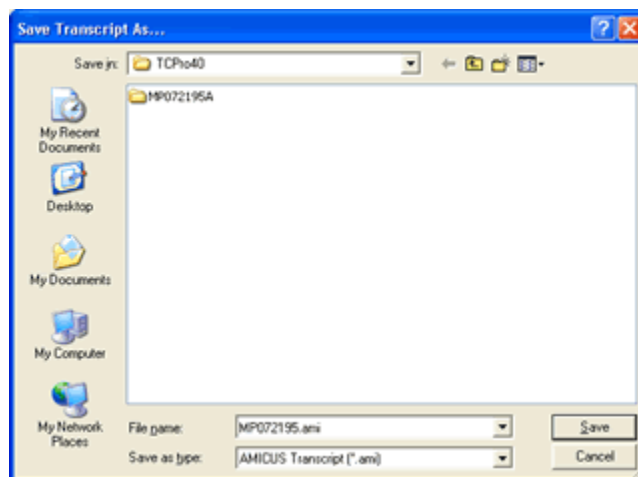 Save Transcript As...
Save in:
TCPro40
MP072195A
My Recent
Documents
Desktop
My Documents
My Computer
My Network
Places
File name:
MP072195.ami
Save
Save as type:
AMICUS Transcript (*.ami)
Cancel